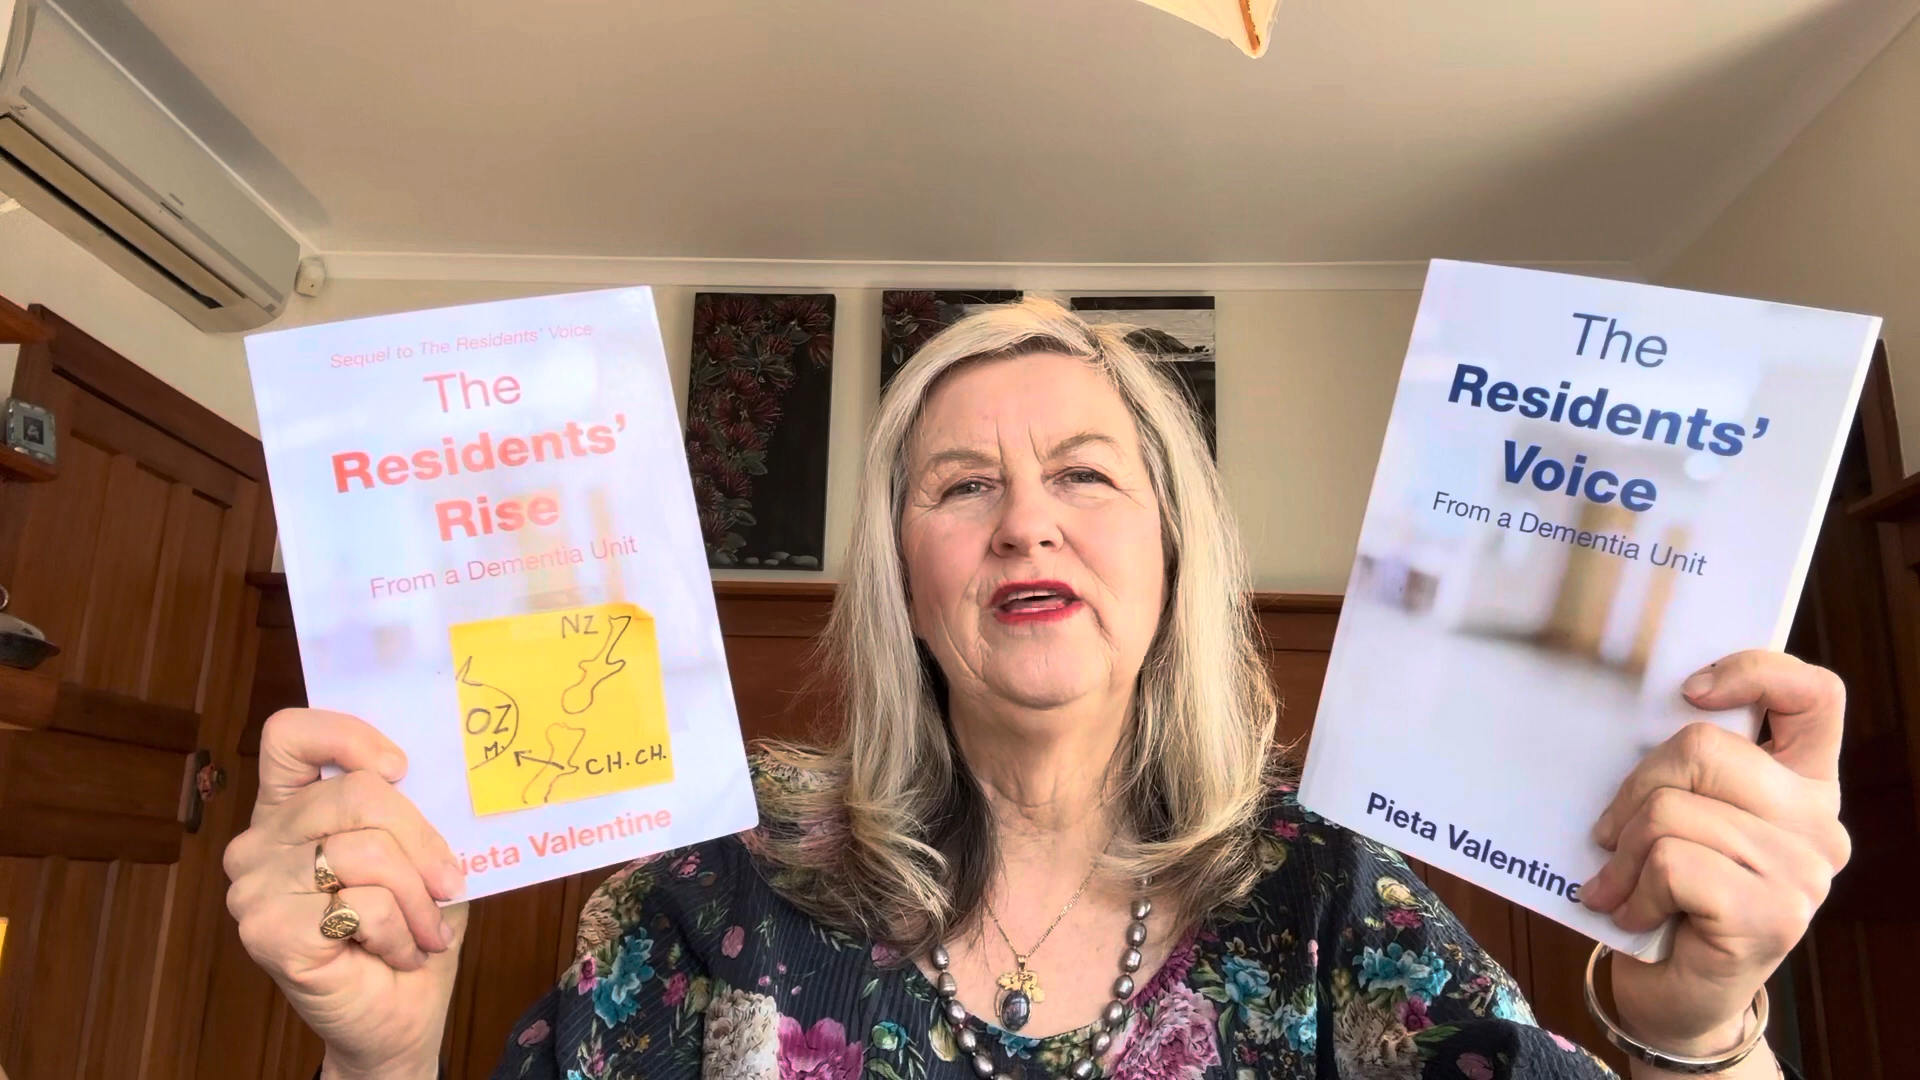 Sequel to The Residents' Voice
The
Residents'
Rise
From a Dementia Unit
NZ
OZ
M.
CH.CH.
Pieta Valentine
The
Residents'
Voice
From a Dementia Unit
Pieta Valentine